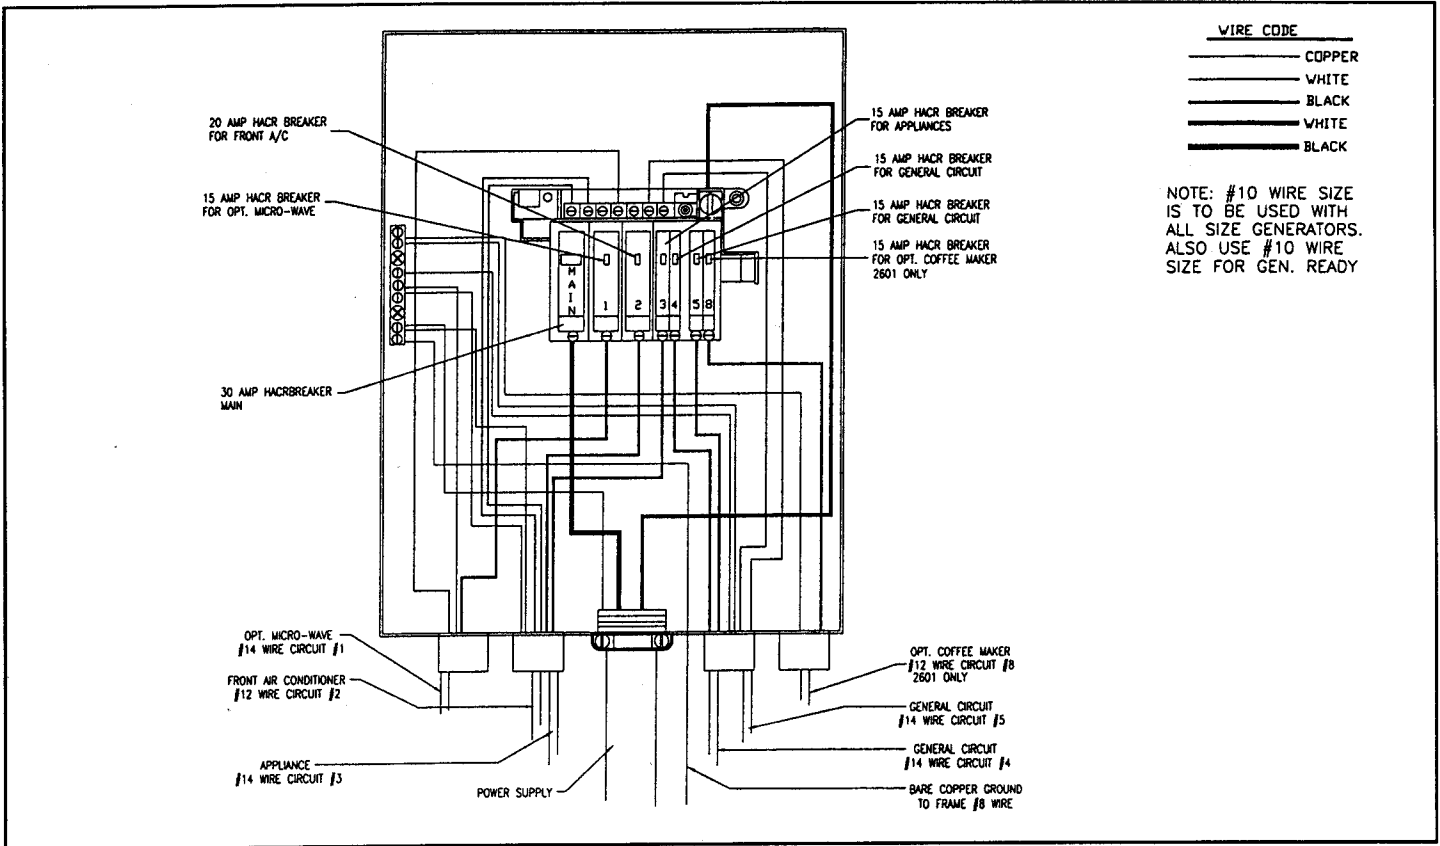 WIRE CODE
COPPER
WHITE
BLACK
WHITE
BLACK
NOTE: #10 WIRE SIZE
IS TO BE USED WITH
ALL SIZE GENERATORS.
ALSO USE #10 WIRE
SIZE FOR GEN. READY
20 AMP HACR BREAKER
FOR FRONT A/C
15 AMP HACR BREAKER
FOR OPT. MICRO-WAVE
30 AMP HACRBREAKER
MAIN
15 AMP HACR BREAKER
FOR APPLIANCES
15 AMP HACR BREAKER
FOR GENERAL CIRCUIT
15 AMP HACR BREAKER
FOR GENERAL CIRCUIT
15 AMP HACR BREAKER
FOR OPT. COFFEE MAKER
2601 ONLY
MAIN
1
2
3
4
5
8
OPT. MICRO-WAVE
#14 WIRE CIRCUIT #1
FRONT AIR CONDITIONER
#12 WIRE CIRCUIT #2
APPLIANCE
#14 WIRE CIRCUIT #3
POWER SUPPLY
OPT. COFFEE MAKER
#12 WIRE CIRCUIT #8
2601 ONLY
GENERAL CIRCUIT
#14 WIRE CIRCUIT #5
GENERAL CIRCUIT
#14 WIRE CIRCUIT #4
BARE COPPER GROUND
TO FRAME #8 WIRE